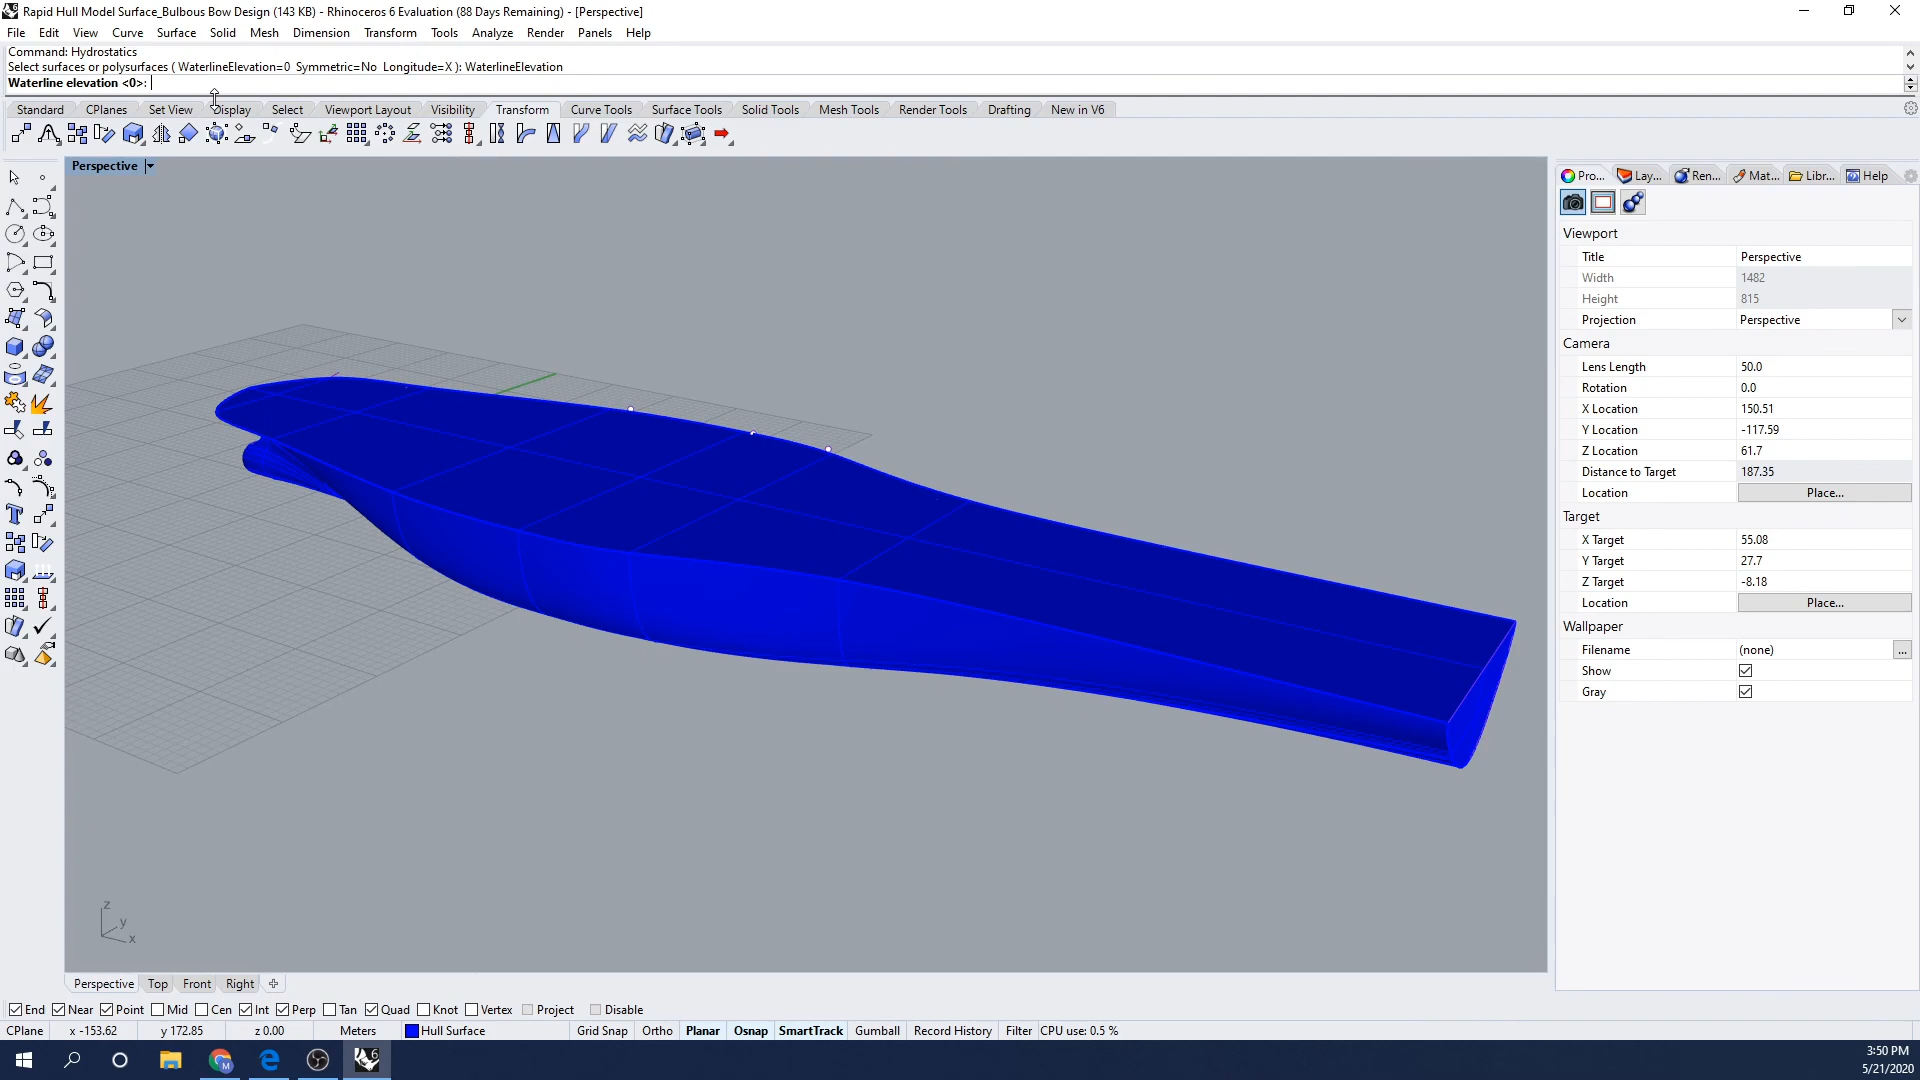 Rapid Hull Model Surface_Bulbous Bow Design (143 KB) - Rhinoceros 6 Evaluation (88 Days Remaining) - [Perspective]
File Edit View Curve Surface Solid Mesh Dimension Transform Tools Analyze Render Panels Help
Command: Hydrostatics
Select surfaces or polysurfaces ( WaterlineElevation=0 Symmetric=No Longitude=X ): WaterlineElevation
Waterline elevation <0>:
Standard CPlanes Set View Display Select Viewport Layout Visibility Transform Curve Tools Surface Tools Solid Tools Mesh Tools Render Tools Drafting New in V6
Perspective
Pro... Lay... Ren... Mat... Libr... Help
Viewport
Title Perspective
Width 1482
Height 815
Projection Perspective
Camera
Lens Length 50.0
Rotation 0.0
X Location 150.51
Y Location -117.59
Z Location 61.7
Distance to Target 187.35
Location Place...
Target
X Target 55.08
Y Target 27.7
Z Target -8.18
Location Place...
Wallpaper
Filename (none) ...
Show
Gray
z
y
x
Perspective Top Front Right
End Near Point Mid Cen Int Perp Tan Quad Knot Vertex Project Disable
CPlane x -153.62 y 172.85 z 0.00 Meters Hull Surface Grid Snap Ortho Planar Osnap SmartTrack Gumball Record History Filter CPU use: 0.5 %
3:50 PM
5/21/2020